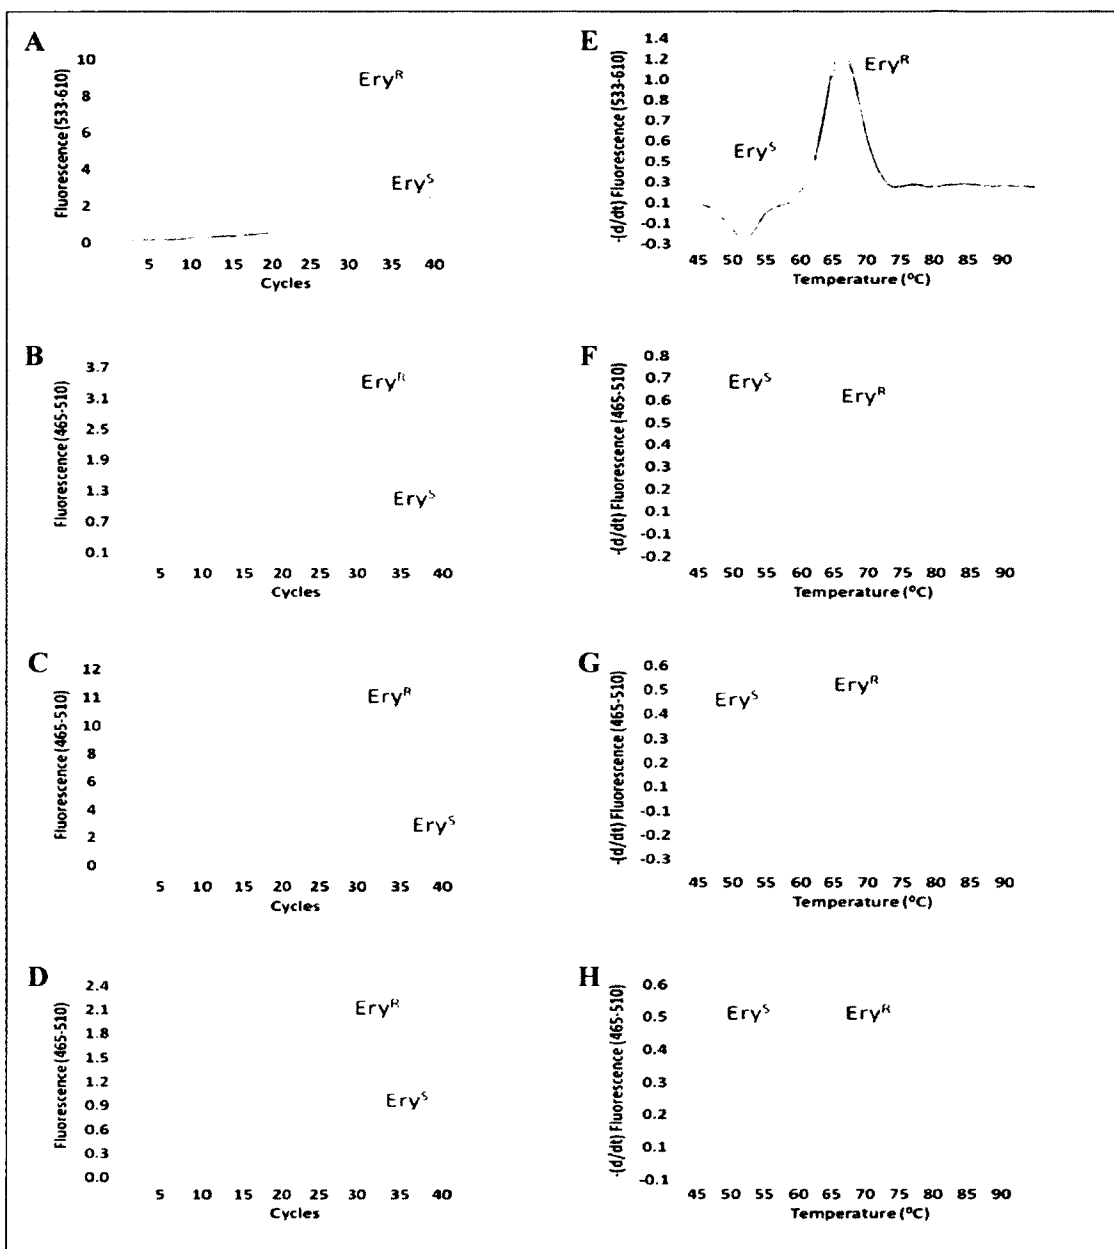 A
Fluorescence (533-610)
10
8
6
4
2
0
Ery^R
Ery^S
5 10 15 20 25 30 35 40
Cycles
E
-(d/dt) Fluorescence (533-610)
1.4
1.2
1.0
0.8
0.7
0.6
0.5
0.3
0.1
-0.1
-0.3
Ery^R
Ery^S
45 50 55 60 65 70 75 80 85 90
Temperature (°C)
B
Fluorescence (465-510)
3.7
3.1
2.5
1.9
1.3
0.7
0.1
Ery^R
Ery^S
5 10 15 20 25 30 35 40
Cycles
F
-(d/dt) Fluorescence (465-510)
0.8
0.7
0.6
0.5
0.4
0.3
0.2
0.1
-0.1
-0.2
Ery^S
Ery^R
45 50 55 60 65 70 75 80 85 90
Temperature (°C)
C
Fluorescence (465-510)
12
11
10
8
6
4
2
0
Ery^R
Ery^S
5 10 15 20 25 30 35 40
Cycles
G
-(d/dt) Fluorescence (465-510)
0.6
0.5
0.4
0.3
0.2
0.1
-0.1
-0.2
-0.3
Ery^S
Ery^R
45 50 55 60 65 70 75 80 85 90
Temperature (°C)
D
Fluorescence (465-510)
2.4
2.1
1.8
1.5
1.2
0.9
0.6
0.3
0.0
Ery^R
Ery^S
5 10 15 20 25 30 35 40
Cycles
H
-(d/dt) Fluorescence (465-510)
0.6
0.5
0.4
0.3
0.2
0.1
-0.1
Ery^S
Ery^R
45 50 55 60 65 70 75 80 85 90
Temperature (°C)